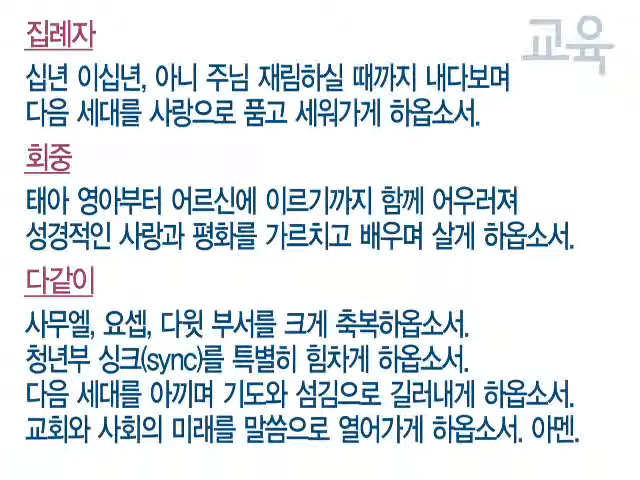 교육
집례자
십년 이십년, 아니 주님 재림하실 때까지 내다보며
다음 세대를 사랑으로 품고 세워가게 하옵소서.
회중
태아 영아부터 어르신에 이르기까지 함께 어우러져
성경적인 사랑과 평화를 가르치고 배우며 살게 하옵소서.
다같이
사무엘, 요셉, 다윗 부서를 크게 축복하옵소서.
청년부 싱크(sync)를 특별히 힘차게 하옵소서.
다음 세대를 아끼며 기도와 섬김으로 길러내게 하옵소서.
교회와 사회의 미래를 말씀으로 열어가게 하옵소서. 아멘.